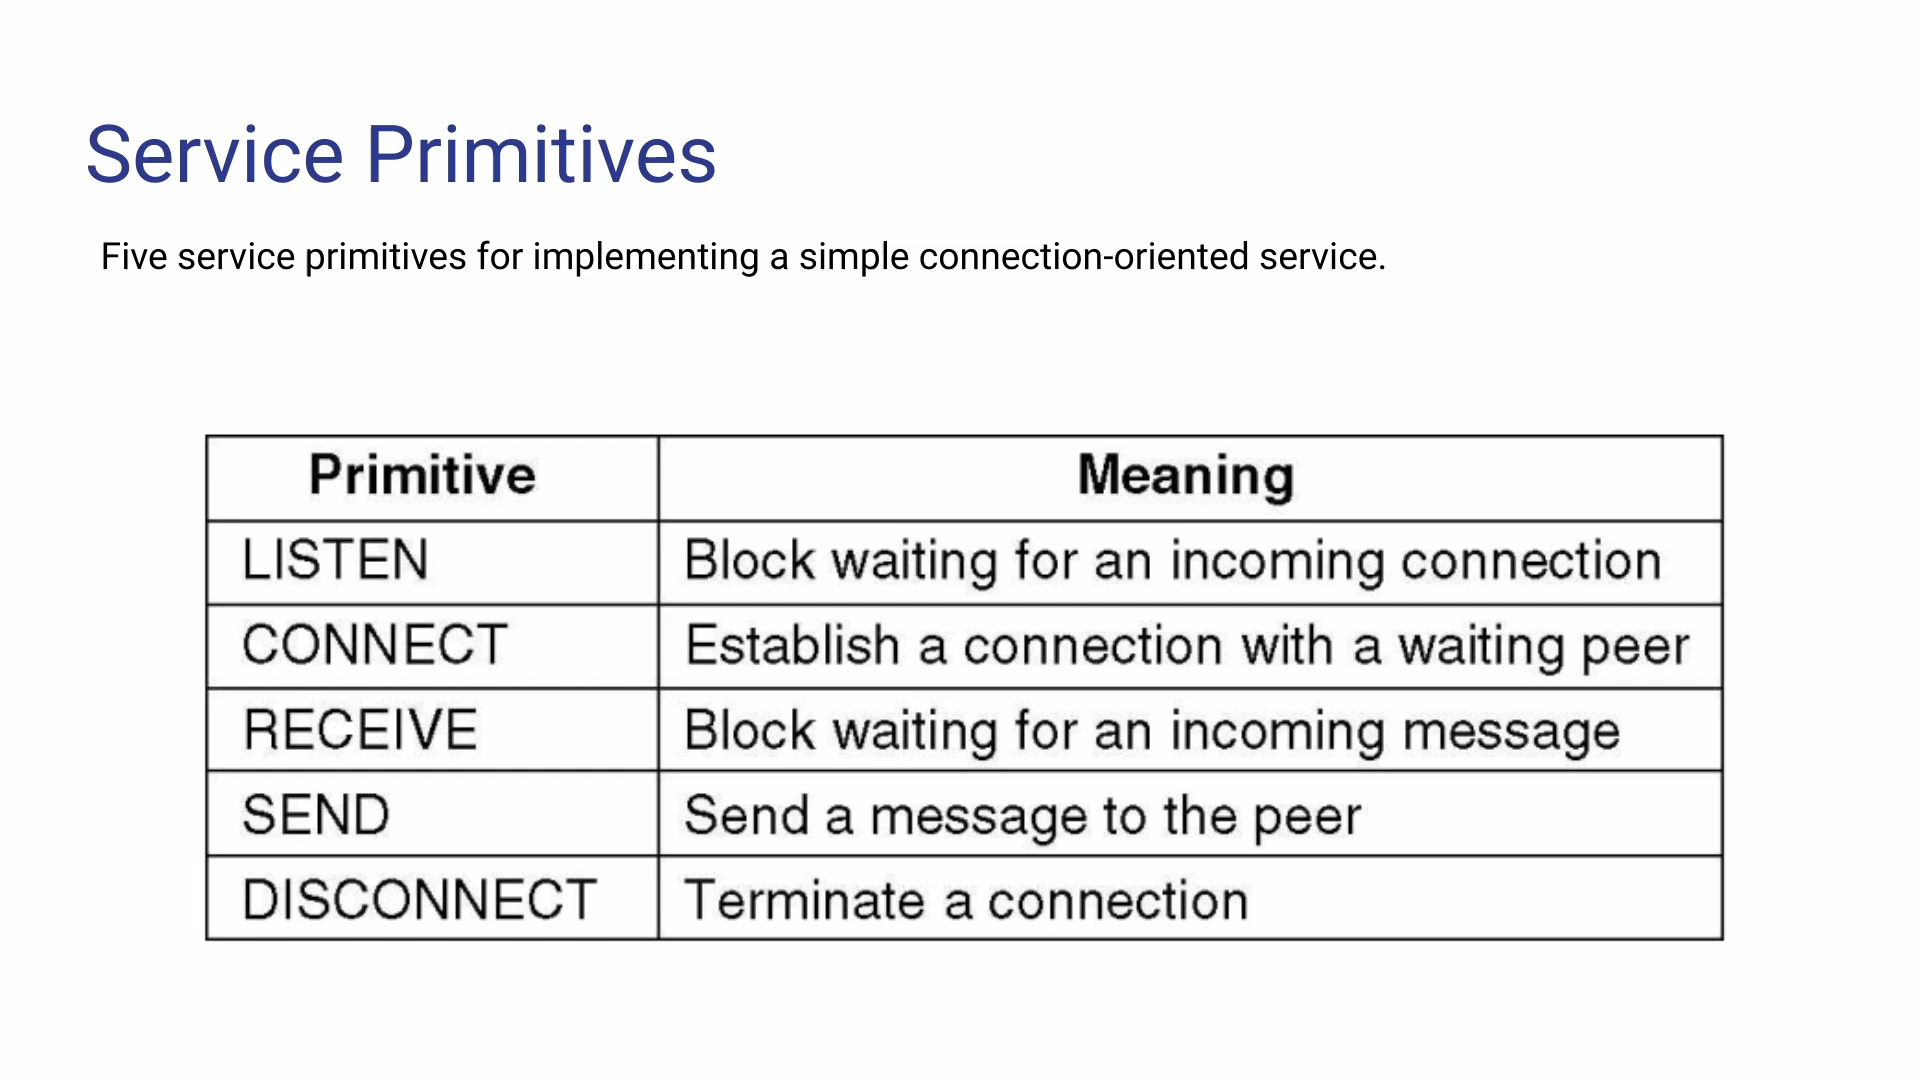 Service Primitives
Five service primitives for implementing a simple connection-oriented service.
Primitive Meaning
LISTEN Block waiting for an incoming connection
CONNECT Establish a connection with a waiting peer
RECEIVE Block waiting for an incoming message
SEND Send a message to the peer
DISCONNECT Terminate a connection